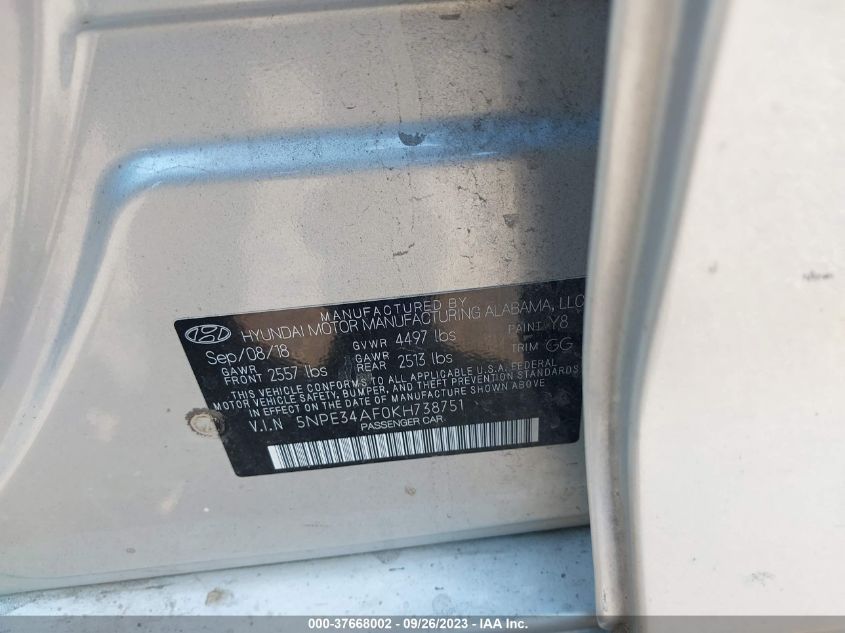 MANUFACTURED BY
HYUNDAI MOTOR MANUFACTURING ALABAMA, LLC
Sep/08/18 GVWR 4497 lbs PAINT Y8
GAWR FRONT 2557 lbs GAWR REAR 2513 lbs TRIM GG
THIS VEHICLE CONFORMS TO ALL APPLICABLE U.S.A. FEDERAL
MOTOR VEHICLE SAFETY, BUMPER, AND THEFT PREVENTION STANDARDS
IN EFFECT ON THE DATE OF MANUFACTURE SHOWN ABOVE.
V.I.N 5NPE34AF0KH738751
PASSENGER CAR
000-37668002 - 09/26/2023 - IAA Inc.